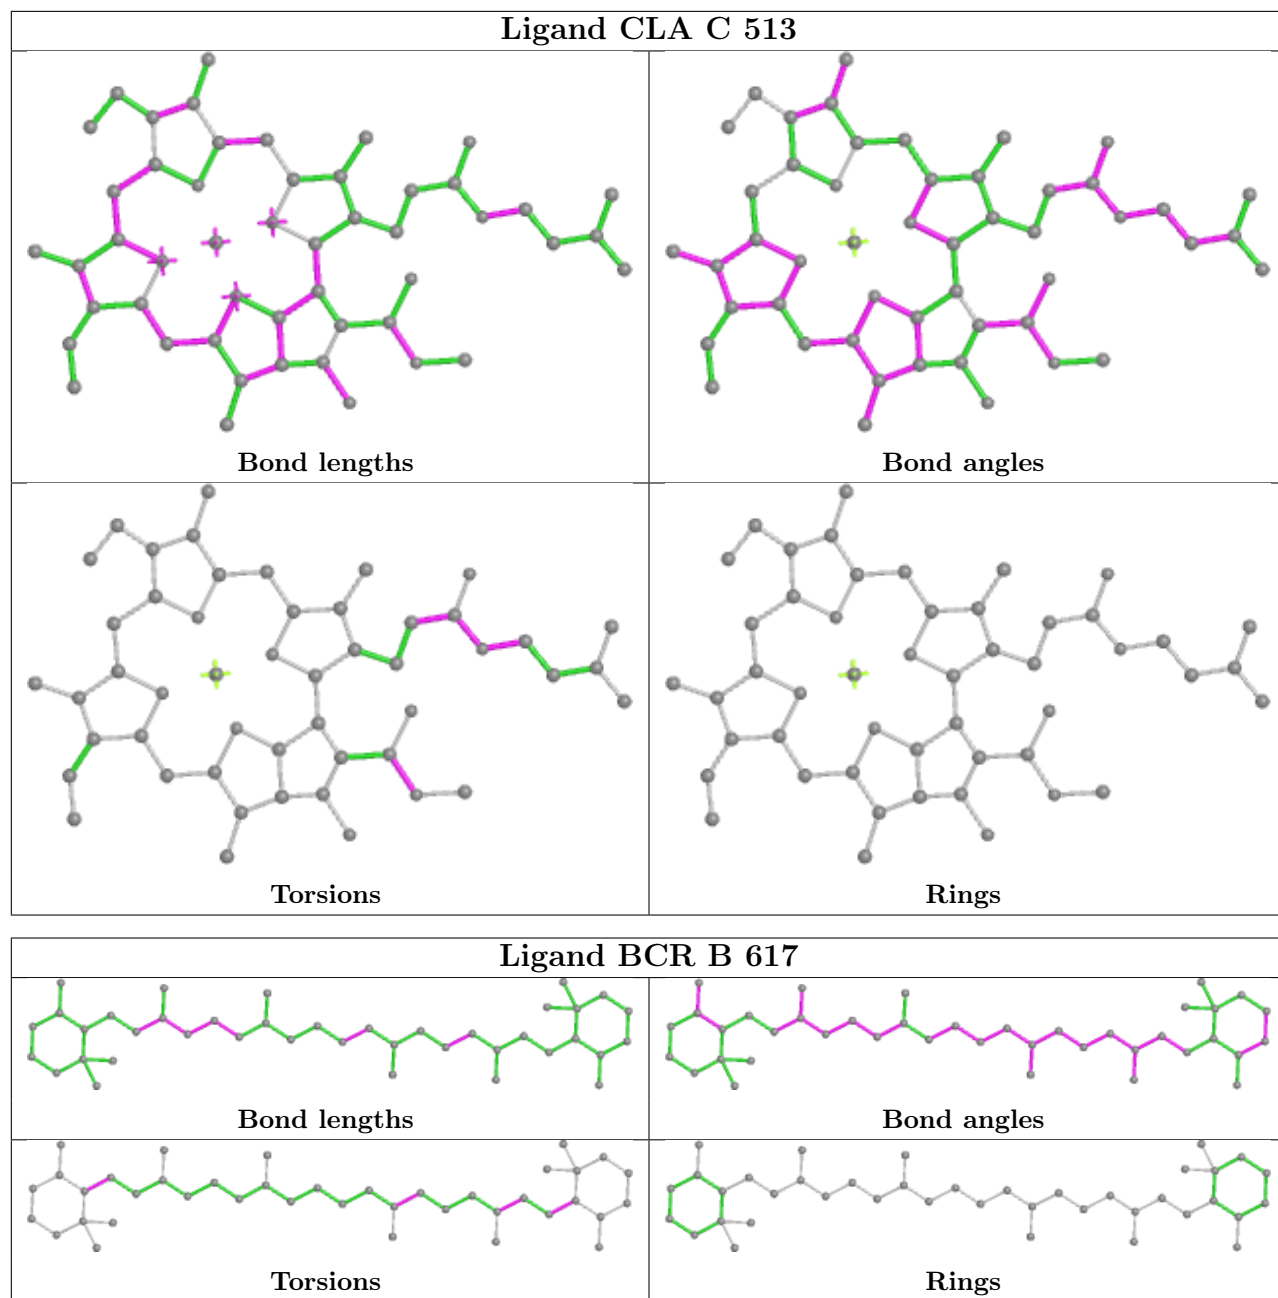 Ligand CLA C 513
Bond lengths
Bond angles
Torsions
Rings
Ligand BCR B 617
Bond lengths
Bond angles
Torsions
Rings